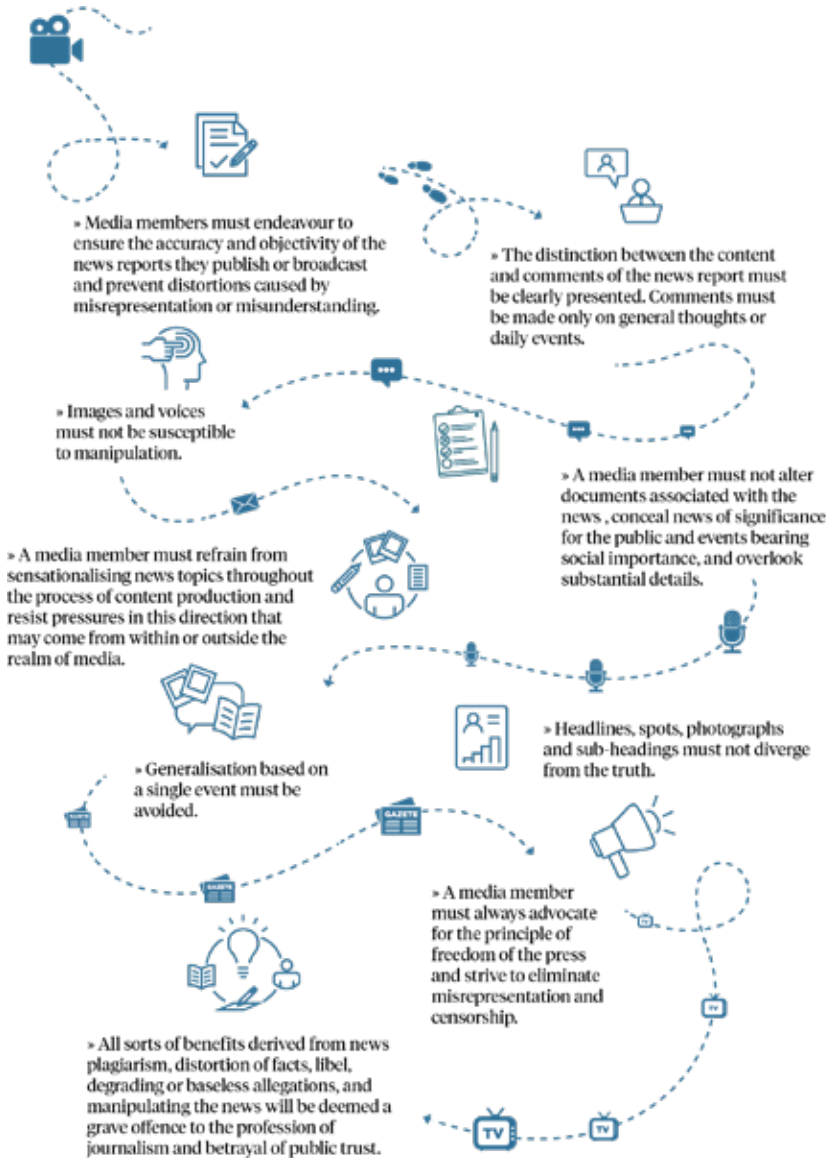 » Media members must endeavour to
ensure the accuracy and objectivity of the
news reports they publish or broadcast
and prevent distortions caused by
misrepresentation or misunderstanding.
» The distinction between the content
and comments of the news report must
be clearly presented. Comments must
be made only on general thoughts or
daily events.
» Images and voices
must not be susceptible
to manipulation.
» A media member must not alter
documents associated with the
news , conceal news of significance
for the public and events bearing
social importance, and overlook
substantial details.
» A media member must refrain from
sensationalising news topics throughout
the process of content production and
resist pressures in this direction that
may come from within or outside the
realm of media.
» Headlines, spots, photographs
and sub-headings must not diverge
from the truth.
» Generalisation based on
a single event must be
avoided.
GAZETE
GAZETE
GAZETE
» A media member
must always advocate
for the principle of
freedom of the press
and strive to eliminate
misrepresentation and
censorship.
TV
TV
» All sorts of benefits derived from news
plagiarism, distortion of facts, libel,
degrading or baseless allegations, and
manipulating the news will be deemed a
grave offence to the profession of
journalism and betrayal of public trust.
TV
TV